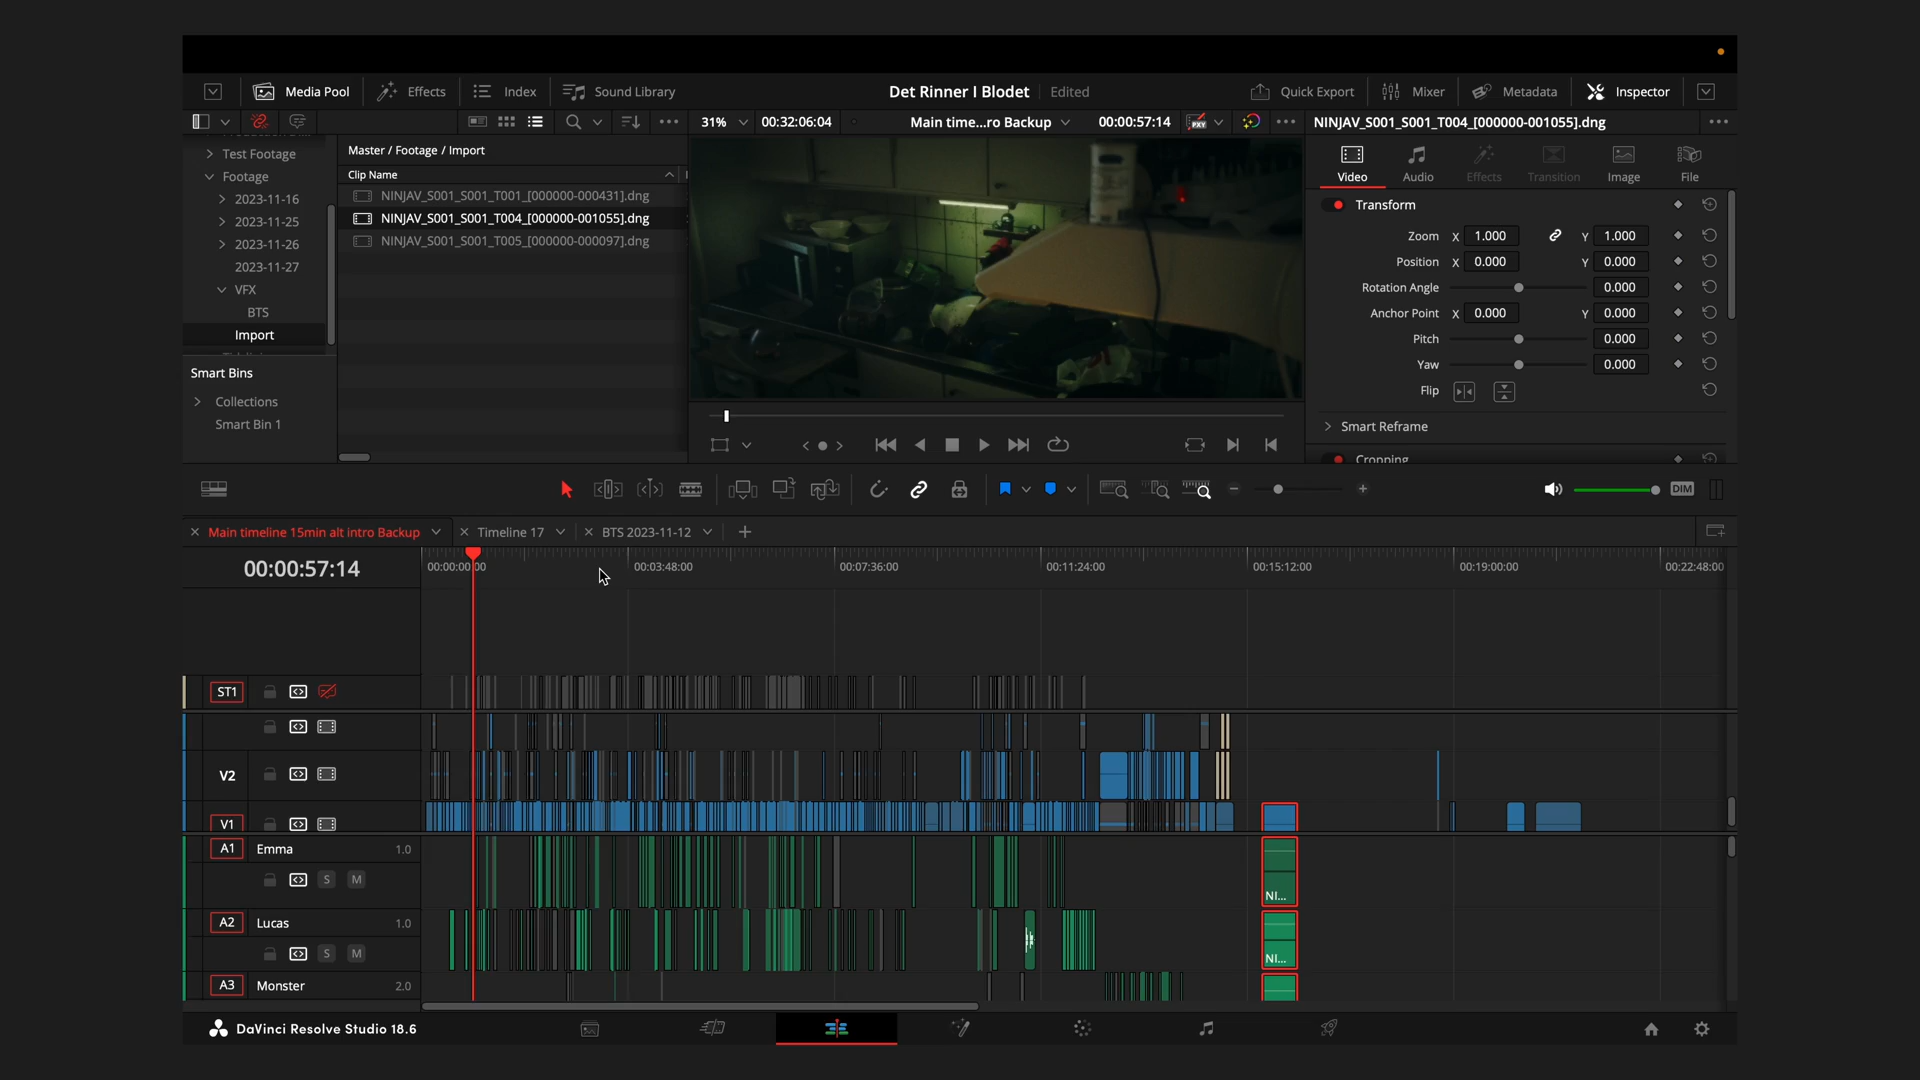 Media Pool
Effects
Index
Sound Library
Det Rinner I Blodet
Edited
Quick Export
Mixer
Metadata
Inspector
31%
00:32:06:04
Main time...ro Backup
00:00:57:14
NINJAV_S001_S001_T004_[000000-001055].dng
Test Footage
Footage
2023-11-16
2023-11-25
2023-11-26
2023-11-27
VFX
BTS
Import
Smart Bins
Collections
Smart Bin 1
Master / Footage / Import
Clip Name
NINJAV_S001_S001_T001_[000000-000431].dng
NINJAV_S001_S001_T004_[000000-001055].dng
NINJAV_S001_S001_T005_[000000-000097].dng
Video
Audio
Effects
Transition
Image
File
Transform
Zoom X 1.000 Y 1.000
Position X 0.000 Y 0.000
Rotation Angle 0.000
Anchor Point X 0.000 Y 0.000
Pitch 0.000
Yaw 0.000
Flip
Smart Reframe
Cropping
DIM
Main timeline 15min alt intro Backup
Timeline 17
BTS 2023-11-12
00:00:57:14
00:00:00:00
00:03:48:00
00:07:36:00
00:11:24:00
00:15:12:00
00:19:00:00
00:22:48:00
ST1
V2
V1
A1 Emma 1.0
S M
NI...
A2 Lucas 1.0
S M
NI...
A3 Monster 2.0
DaVinci Resolve Studio 18.6